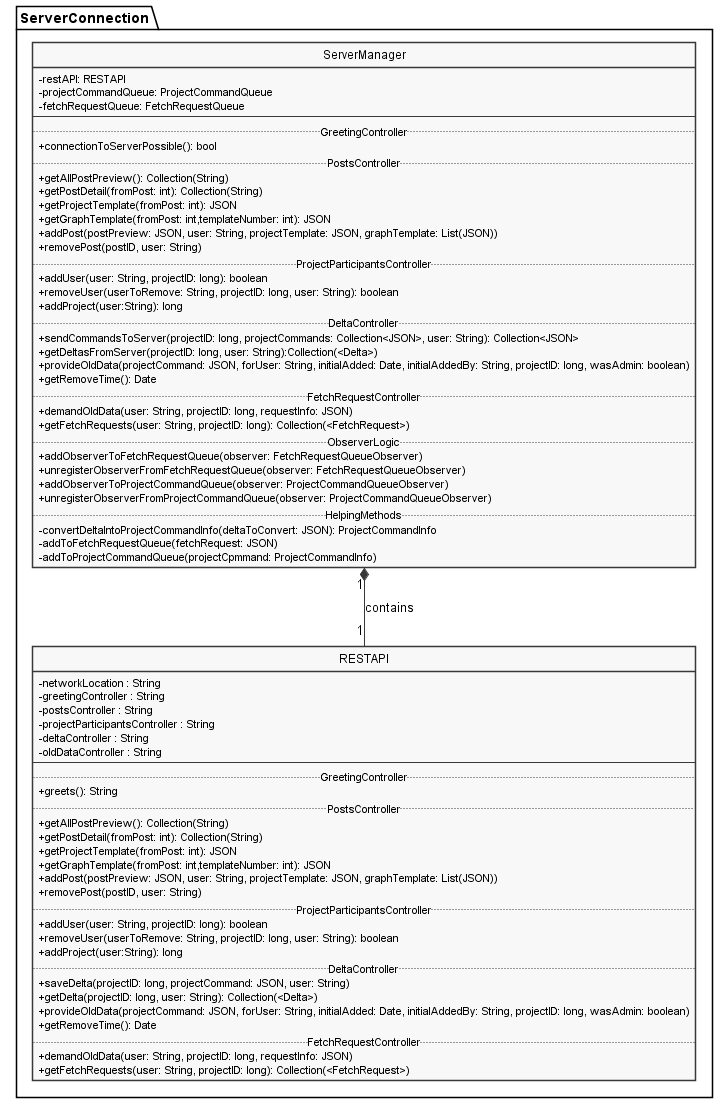 ServerConnection
ServerManager
-restAPI: RESTAPI
-projectCommandQueue: ProjectCommandQueue
-fetchRequestQueue: FetchRequestQueue
GreetingController
+connectionToServerPossible(): bool
PostsController
+getAllPostPreview(): Collection(String)
+getPostDetail(fromPost: int): Collection(String)
+getProjectTemplate(fromPost: int): JSON
+getGraphTemplate(fromPost: int,templateNumber: int): JSON
+addPost(postPreview: JSON, user: String, projectTemplate: JSON, graphTemplate: List(JSON))
+removePost(postID, user: String)
ProjectParticipantsController
+addUser(user: String, projectID: long): boolean
+removeUser(userToRemove: String, projectID: long, user: String): boolean
+addProject(user:String): long
DeltaController
+sendCommandsToServer(projectID: long, projectCommands: Collection<JSON>, user: String): Collection<JSON>
+getDeltasFromServer(projectID: long, user: String):Collection(<Delta>)
+provideOldData(projectCommand: JSON, forUser: String, initialAdded: Date, initialAddedBy: String, projectID: long, wasAdmin: boolean)
+getRemoveTime(): Date
FetchRequestController
+demandOldData(user: String, projectID: long, requestInfo: JSON)
+getFetchRequests(user: String, projectID: long): Collection(<FetchRequest>)
ObserverLogic
+addObserverToFetchRequestQueue(observer: FetchRequestQueueObserver)
+unregisterObserverFromFetchRequestQueue(observer: FetchRequestQueueObserver)
+addObserverToProjectCommandQueue(observer: ProjectCommandQueueObserver)
+unregisterObserverFromProjectCommandQueue(observer: ProjectCommandQueueObserver)
HelpingMethods
-convertDeltaIntoProjectCommandInfo(deltaToConvert: JSON): ProjectCommandInfo
-addToFetchRequestQueue(fetchRequest: JSON)
-addToProjectCommandQueue(projectCpmmand: ProjectCommandInfo)
1
contains
1
RESTAPI
-networkLocation : String
-greetingController : String
-postsController : String
-projectParticipantsController : String
-deltaController : String
-oldDataController : String
GreetingController
+greets(): String
PostsController
+getAllPostPreview(): Collection(String)
+getPostDetail(fromPost: int): Collection(String)
+getProjectTemplate(fromPost: int): JSON
+getGraphTemplate(fromPost: int,templateNumber: int): JSON
+addPost(postPreview: JSON, user: String, projectTemplate: JSON, graphTemplate: List(JSON))
+removePost(postID, user: String)
ProjectParticipantsController
+addUser(user: String, projectID: long): boolean
+removeUser(userToRemove: String, projectID: long, user: String): boolean
+addProject(user:String): long
DeltaController
+saveDelta(projectID: long, projectCommand: JSON, user: String)
+getDelta(projectID: long, user: String): Collection(<Delta>)
+provideOldData(projectCommand: JSON, forUser: String, initialAdded: Date, initialAddedBy: String, projectID: long, wasAdmin: boolean)
+getRemoveTime(): Date
FetchRequestController
+demandOldData(user: String, projectID: long, requestInfo: JSON)
+getFetchRequests(user: String, projectID: long): Collection(<FetchRequest>)